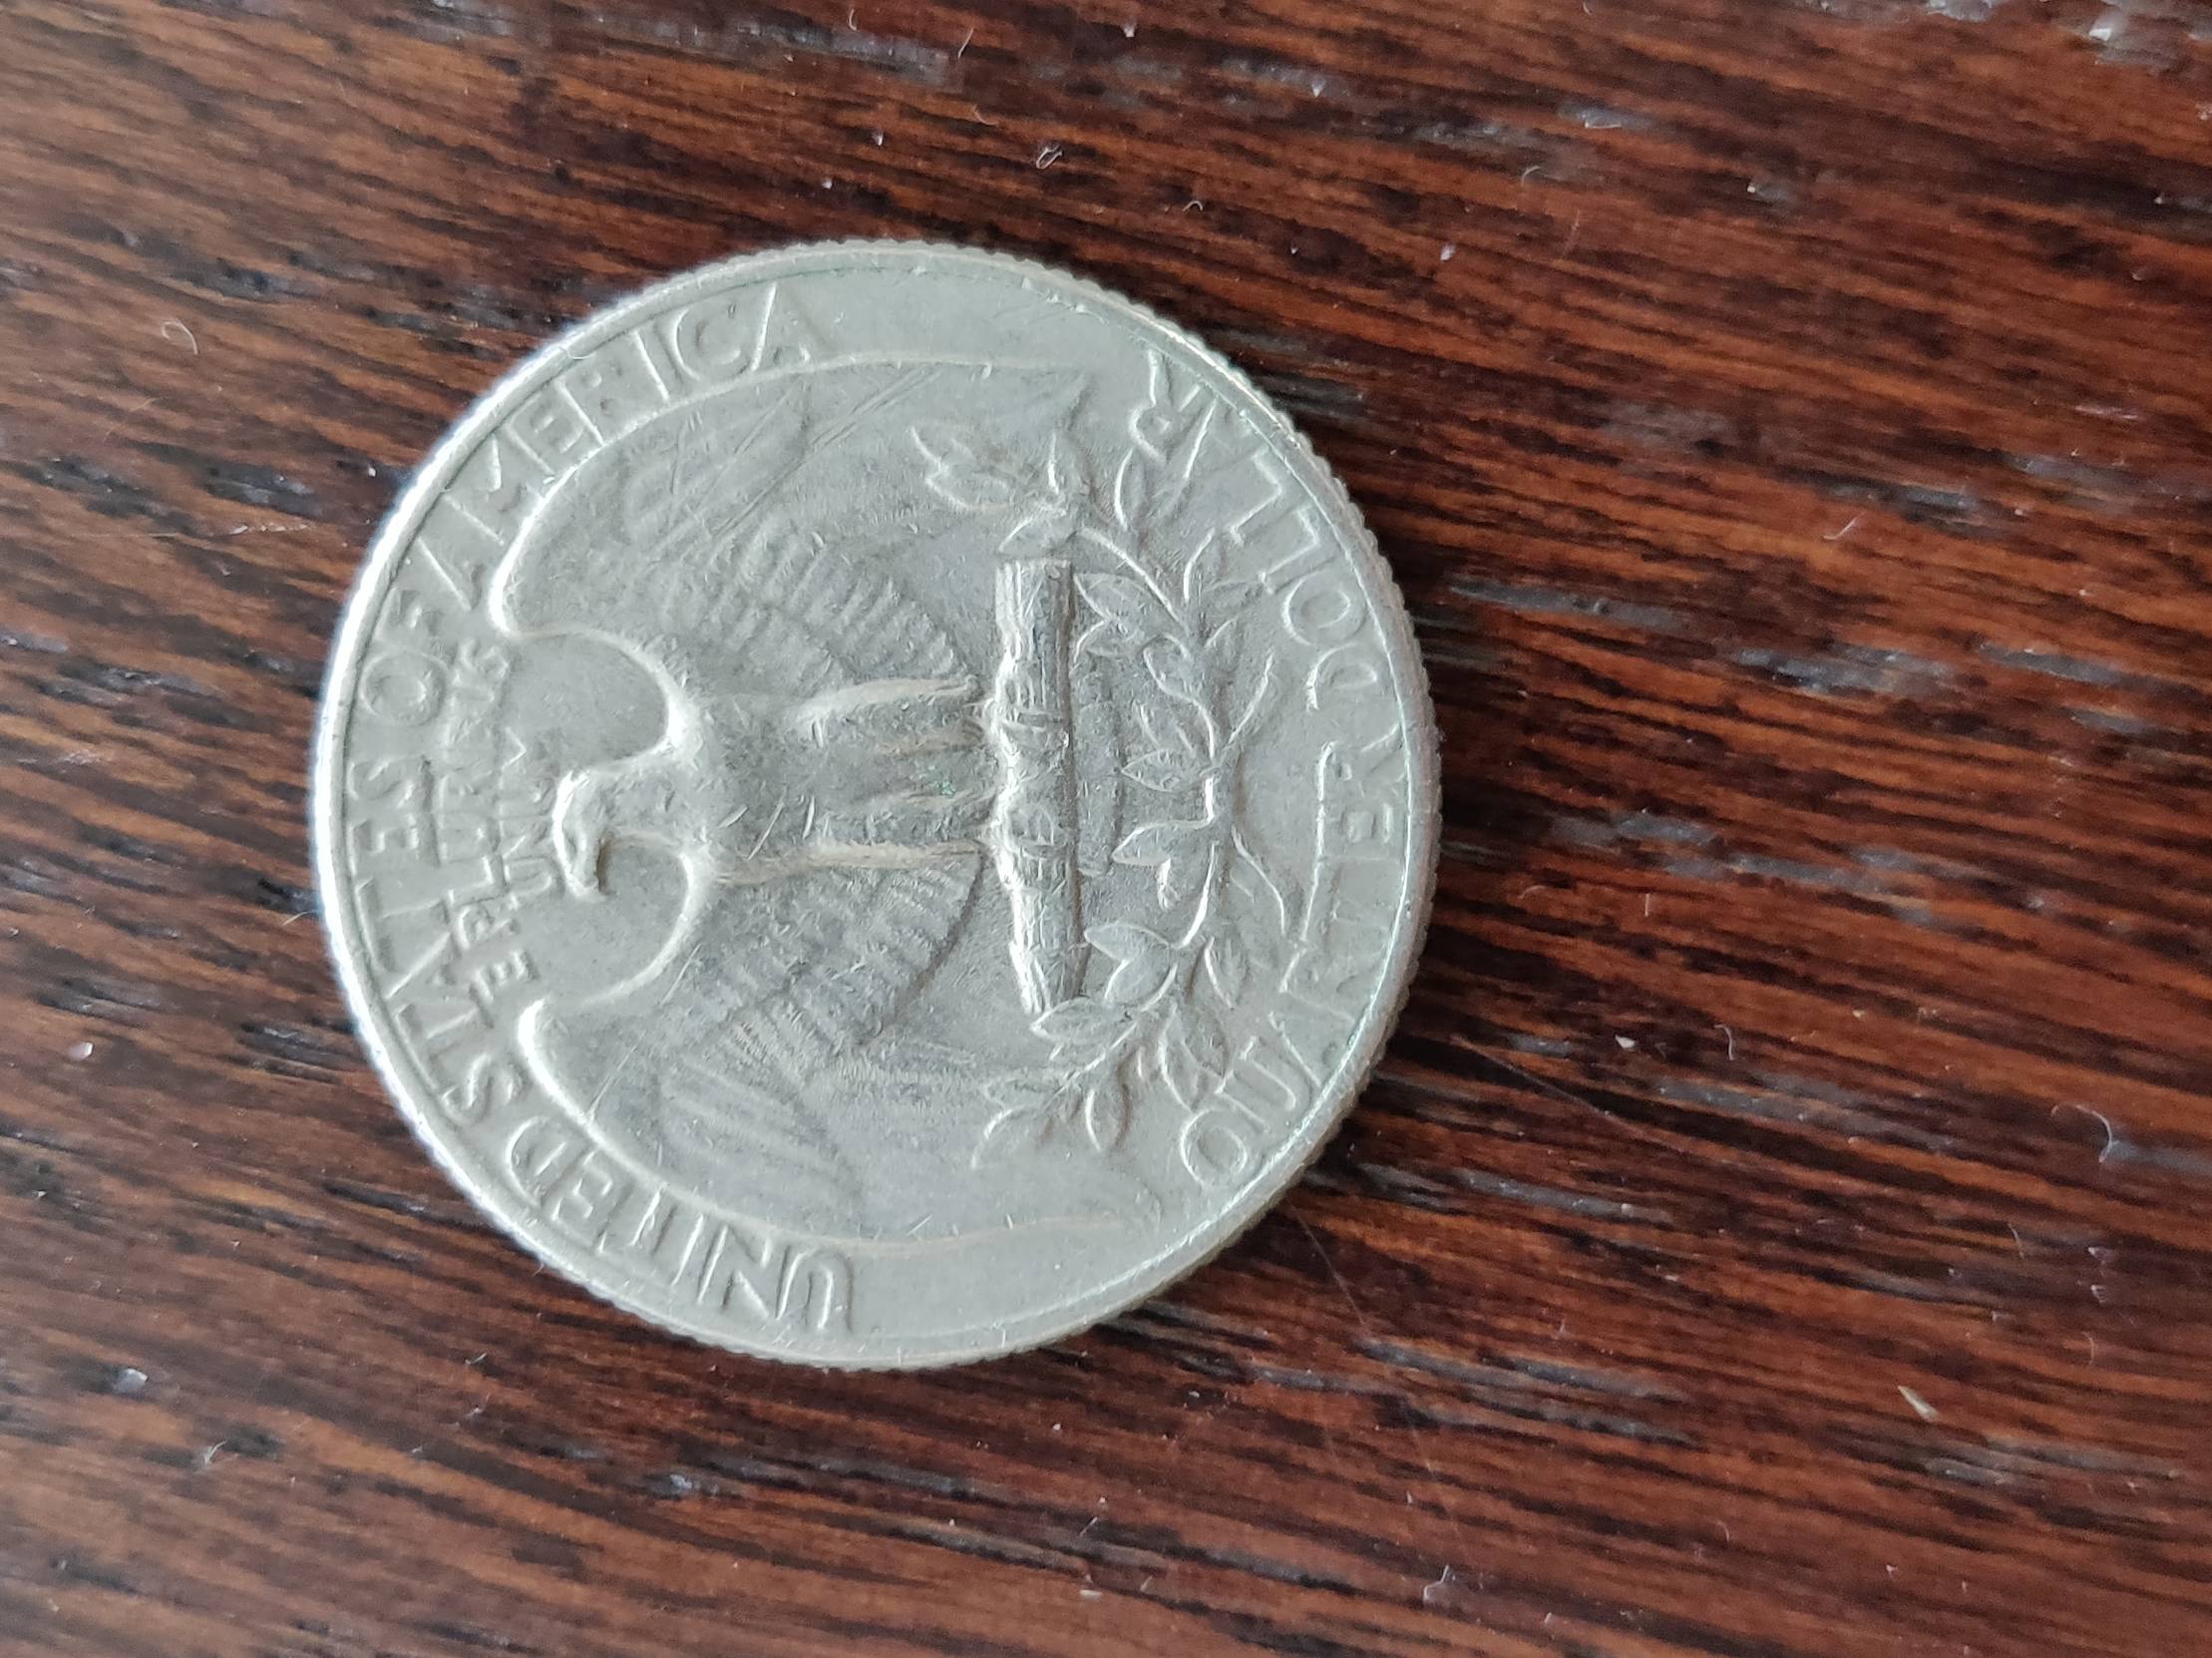 UNITED STATES OF AMERICA
E PLURIBUS
UNUM
QUARTER DOLLAR